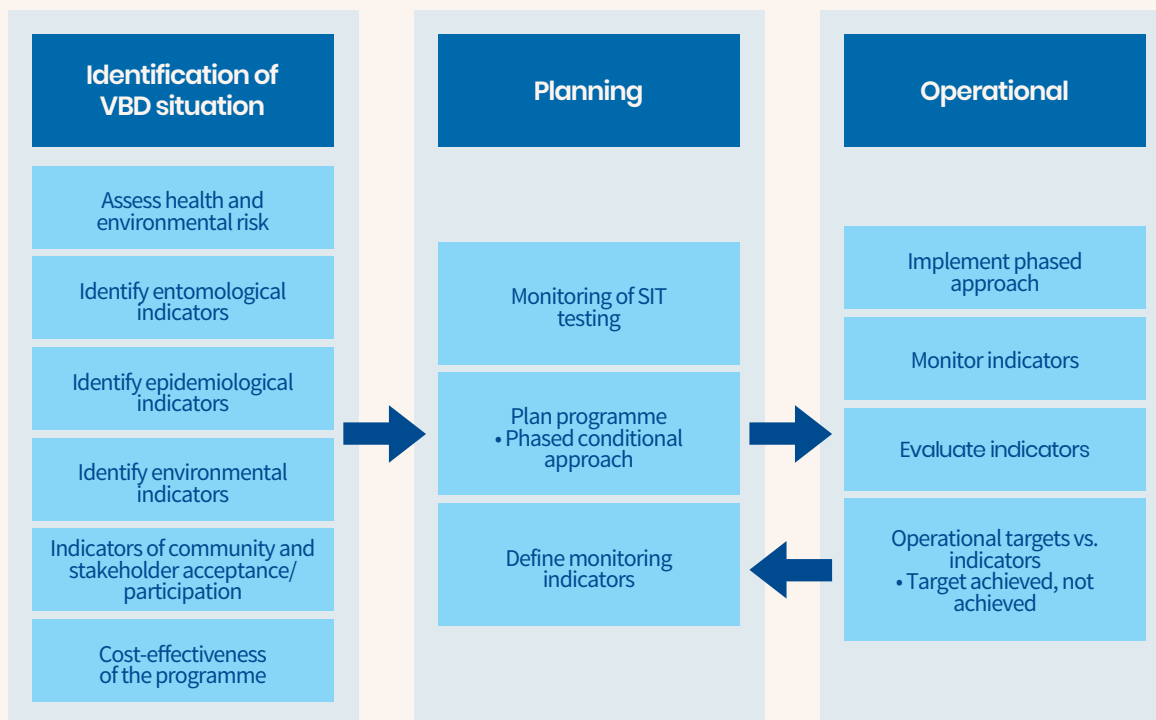 Identification of
VBD situation
Assess health and
environmental risk
Identify entomological
indicators
Identify epidemiological
indicators
Identify environmental
indicators
Indicators of community and
stakeholder acceptance/
participation
Cost-effectiveness
of the programme
Planning
Monitoring of SIT
testing
Plan programme
• Phased conditional
approach
Define monitoring
indicators
Operational
Implement phased
approach
Monitor indicators
Evaluate indicators
Operational targets vs.
indicators
• Target achieved, not
achieved